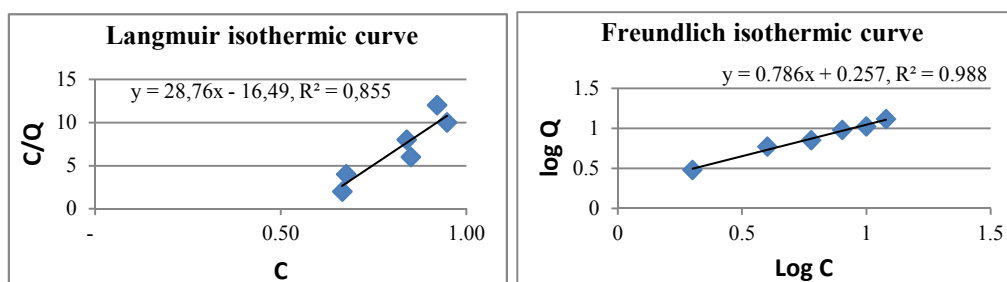 Langmuir isothermic curve
y = 28,76x - 16,49, R² = 0,855
C/Q
15
10
5
0
-
0.50
1.00
C
Freundlich isothermic curve
y = 0.786x + 0.257, R² = 0.988
log Q
1.5
1
0.5
0
0
0.5
1
1.5
Log C